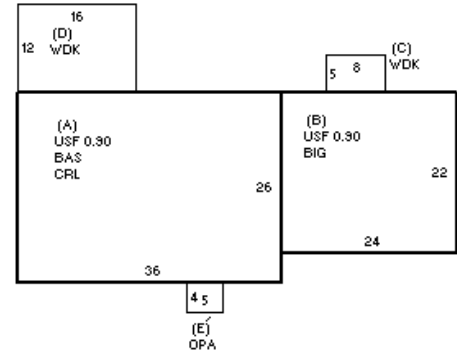 16
(D)
12 WDK
(C)
WDK
5 8
(A)
USF 0.90
BAS
CRL
(B)
USF 0.90
BIG
26
22
24
36
4 5
(E)
OPA